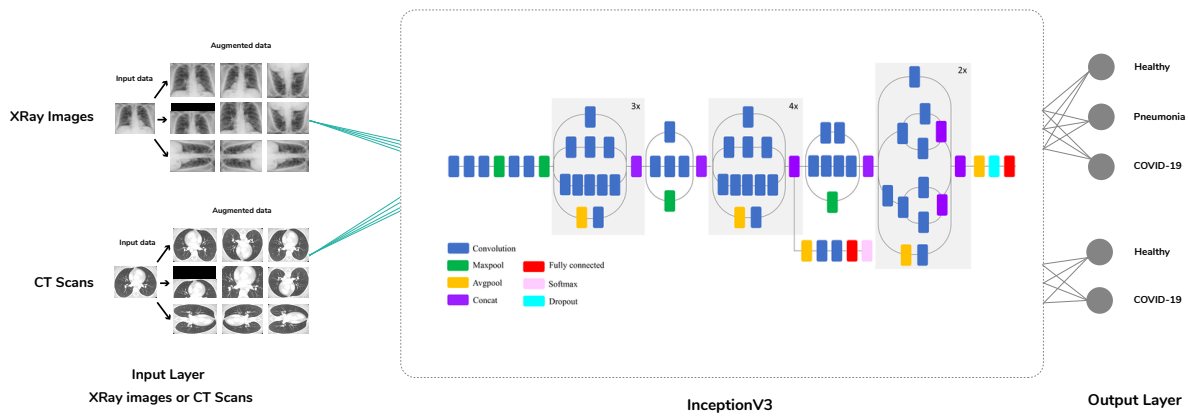 Augmented data
Input data
XRay Images
Augmented data
Input data
CT Scans
Input Layer
XRay images or CT Scans
3x
4x
2x
Convolution
Maxpool
Avgpool
Concat
Fully connected
Softmax
Dropout
InceptionV3
Healthy
Pneumonia
COVID-19
Healthy
COVID-19
Output Layer